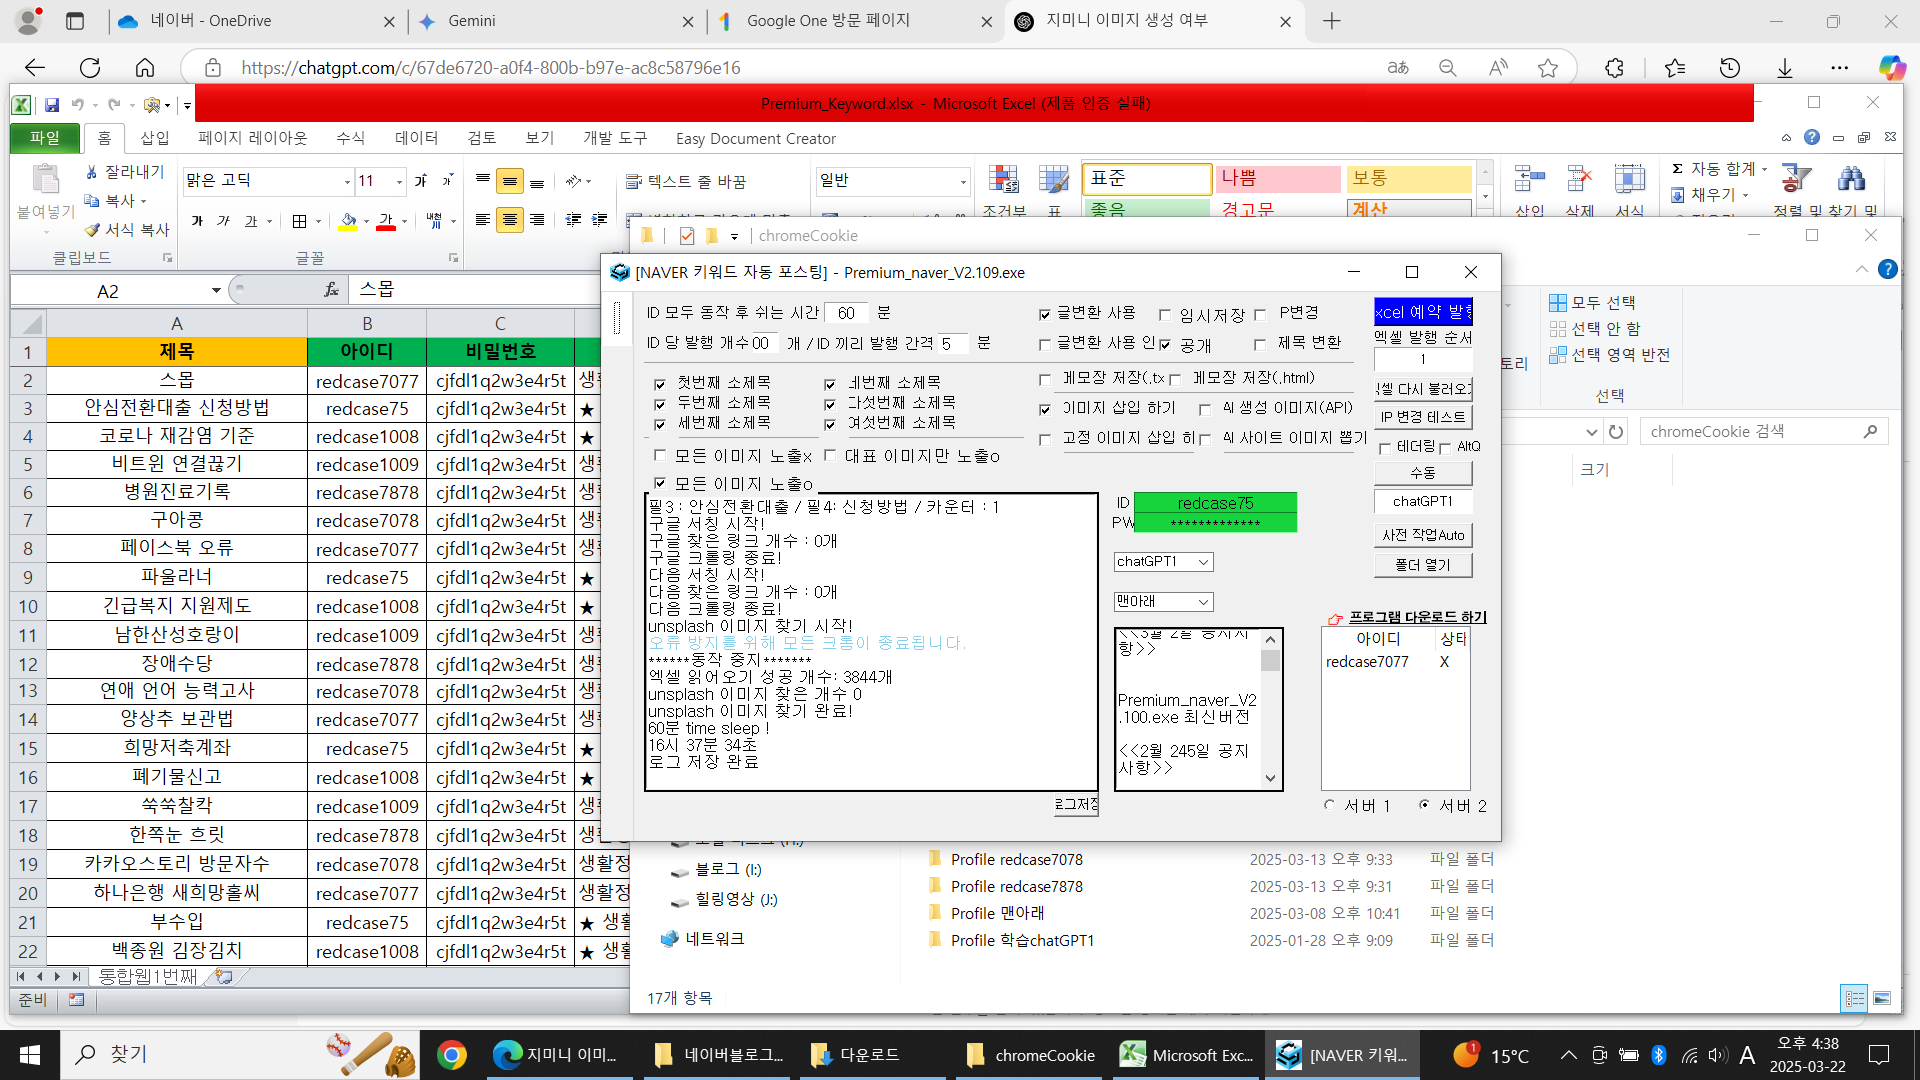 네이버 - OneDrive
Gemini
Google One 방문 페이지
지미니 이미지 생성 여부
https://chatgpt.com/c/67de6720-a0f4-800b-b97e-ac8c58796e16
Premium_Keyword.xlsx - Microsoft Excel (제품 인증 실패)
파일 홈 삽입 페이지 레이아웃 수식 데이터 검토 보기 개발 도구 Easy Document Creator
붙여넣기
잘라내기
복사
서식 복사
클립보드
맑은 고딕 11
글꼴
텍스트 줄 바꿈
일반
조건부 표
표준 나쁨 보통
좋음 경고문 계산
삽입 삭제 서식
자동 합계
채우기
정렬 및 찾기 및
A2 fx 스몹
A B C
1 제목 아이디 비밀번호
2 스몹 redcase7077 cjfdl1q2w3e4r5t
3 안심전환대출 신청방법 redcase75 cjfdl1q2w3e4r5t ★
4 코로나 재감염 기준 redcase1008 cjfdl1q2w3e4r5t ★
5 비트윈 연결끊기 redcase1009 cjfdl1q2w3e4r5t ★
6 병원진료기록 redcase7878 cjfdl1q2w3e4r5t 생활
7 구아콩 redcase7078 cjfdl1q2w3e4r5t 생활
8 페이스북 오류 redcase7077 cjfdl1q2w3e4r5t 생활
9 파울라너 redcase75 cjfdl1q2w3e4r5t ★
10 긴급복지 지원제도 redcase1008 cjfdl1q2w3e4r5t ★
11 남한산성호랑이 redcase1009 cjfdl1q2w3e4r5t ★
12 장애수당 redcase7878 cjfdl1q2w3e4r5t 생활
13 연애 언어 능력고사 redcase7078 cjfdl1q2w3e4r5t 생활
14 양상추 보관법 redcase7077 cjfdl1q2w3e4r5t 생활
15 희망저축계좌 redcase75 cjfdl1q2w3e4r5t ★
16 폐기물신고 redcase1008 cjfdl1q2w3e4r5t ★
17 쑥쑥찰칵 redcase1009 cjfdl1q2w3e4r5t ★
18 한쪽눈 흐릿 redcase7878 cjfdl1q2w3e4r5t 생활
19 카카오스토리 방문자수 redcase7078 cjfdl1q2w3e4r5t 생활정
20 하나은행 새희망홀씨 redcase7077 cjfdl1q2w3e4r5t 생활정
21 부수입 redcase75 cjfdl1q2w3e4r5t ★ 생활
22 백종원 김장김치 redcase1008 cjfdl1q2w3e4r5t ★ 생활
통합웹1번째
준비
chromeCookie
모두 선택
선택 안 함
선택 영역 반전
선택
토리
chromeCookie 검색
크기
[NAVER 키워드 자동 포스팅] - Premium_naver_V2.109.exe
ID 모두 동작 후 쉬는 시간 60 분
ID 당 발행 개수 00 개 / ID 끼리 발행 간격 5 분
글변환 사용 임시저장 IP변경
글변환 사용 인 공개 제목 변환
첫번째 소제목 네번째 소제목
두번째 소제목 다섯번째 소제목
세번째 소제목 여섯번째 소제목
메모장 저장(.tx 메모장 저장(.html)
이미지 삽입 하기 AI 생성 이미지(API)
고정 이미지 삽입 하 AI 사이트 이미지 뽑기
모든 이미지 노출x 대표 이미지만 노출o
모든 이미지 노출o
xcel 예약 발행
엑셀 발행 순서
1
엑셀 다시 불러오기
IP 변경 테스트
테더링 AltQ
수동
chatGPT1
사전 작업Auto
폴더 열기
필3 : 안심전환대출 / 필4: 신청방법 / 카운터 : 1
구글 서칭 시작!
구글 찾은 링크 개수 : 0개
구글 크롤링 종료!
다음 서칭 시작!
다음 찾은 링크 개수 : 0개
다음 크롤링 종료!
unsplash 이미지 찾기 시작!
오류 방지를 위해 모든 크롬이 종료됩니다.
******동작 중지*******
엑셀 읽어오기 성공 개수: 3844개
unsplash 이미지 찾은 개수 0
unsplash 이미지 찾기 완료!
60분 time sleep !
16시 37분 34초
로그 저장 완료
로그저장
ID redcase75
PW *************
chatGPT1
맨아래
<<3월 2일 공지사
항>>
Premium_naver_V2
.100.exe 최신버전
<<2월 245일 공지
사항>>
프로그램 다운로드 하기
아이디 상태
redcase7077 X
서버 1 서버 2
블로그 (I:)
힐링영상 (J:)
네트워크
Profile redcase7078 2025-03-13 오후 9:33 파일 폴더
Profile redcase7878 2025-03-13 오후 9:31 파일 폴더
Profile 맨아래 2025-03-08 오후 10:41 파일 폴더
Profile 학습chatGPT1 2025-01-28 오후 9:09 파일 폴더
17개 항목
찾기
지미니 이미...
네이버블로그...
다운로드
chromeCookie
Microsoft Exc...
[NAVER 키워...
1
15°C
A
오후 4:38
2025-03-22